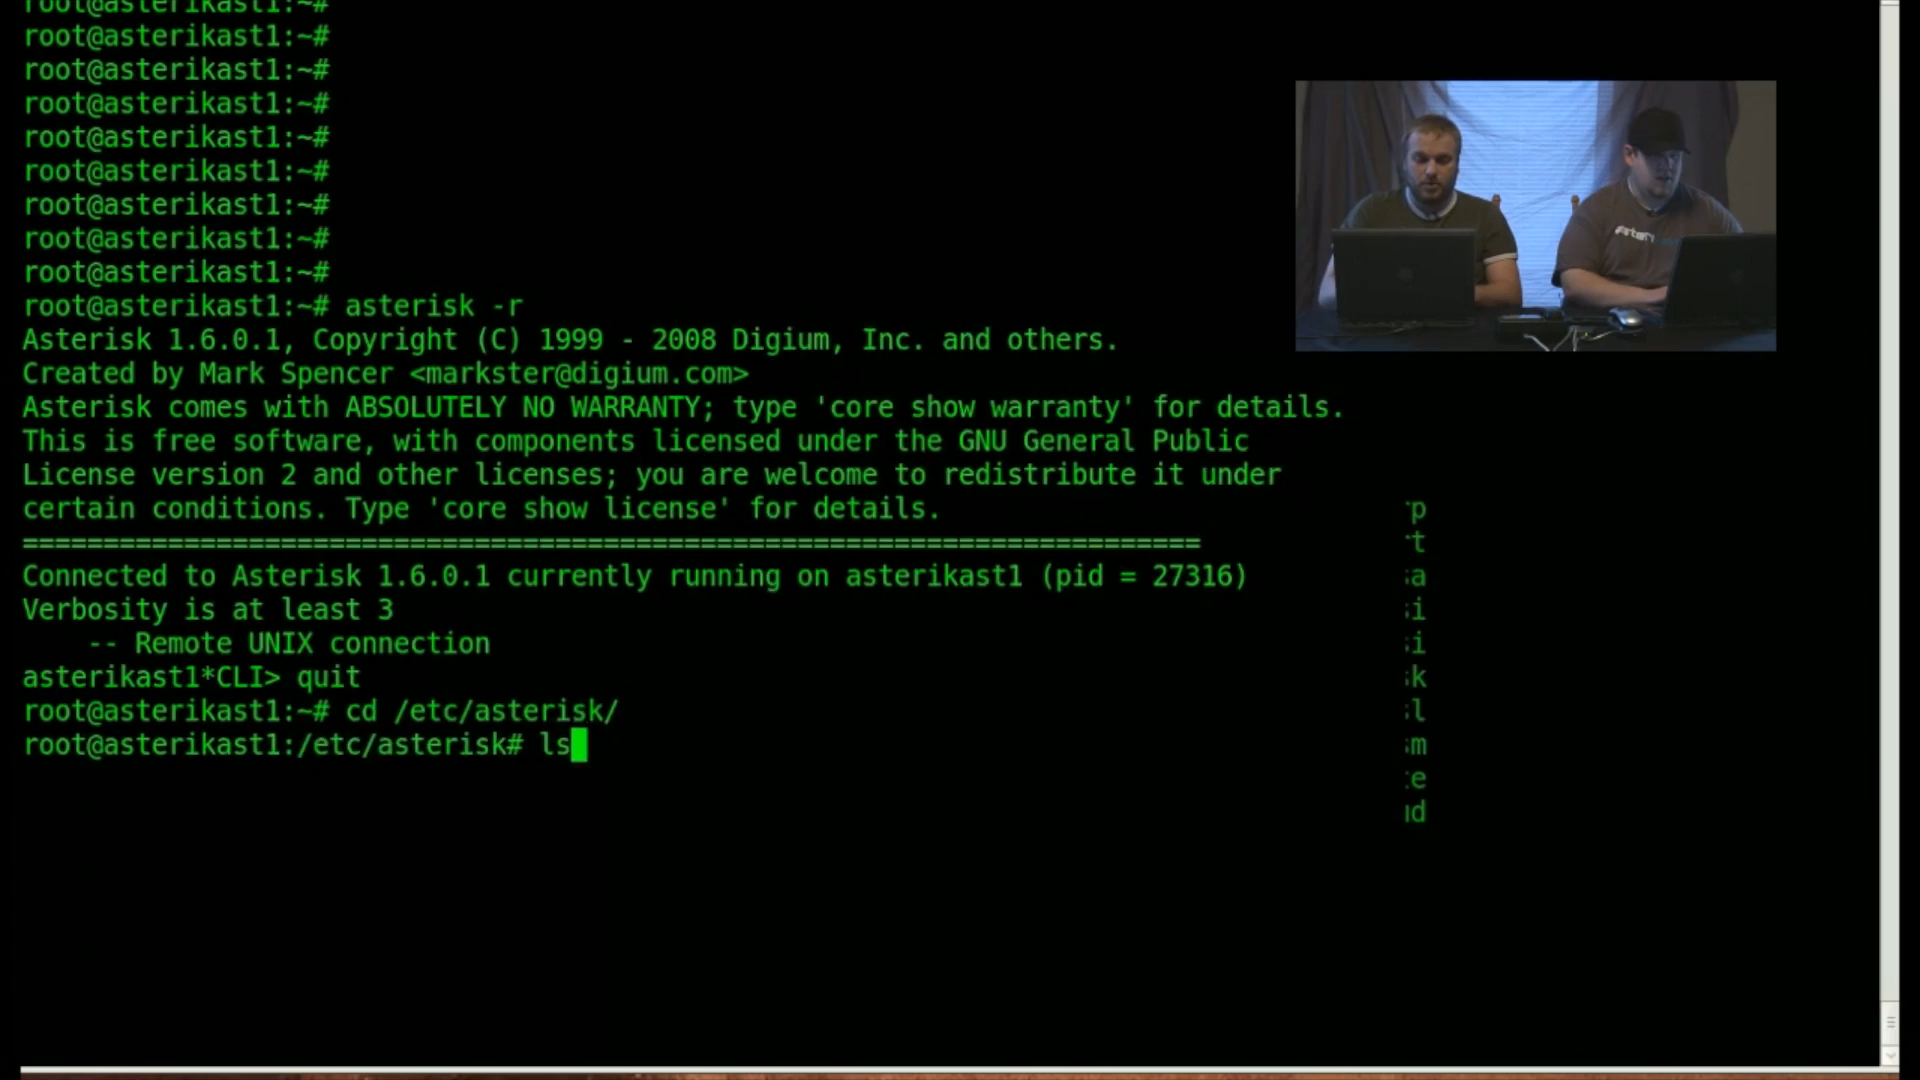 root@asterikast1:~#
root@asterikast1:~#
root@asterikast1:~#
root@asterikast1:~#
root@asterikast1:~#
root@asterikast1:~#
root@asterikast1:~#
root@asterikast1:~#
root@asterikast1:~#
root@asterikast1:~# asterisk -r
Asterisk 1.6.0.1, Copyright (C) 1999 - 2008 Digium, Inc. and others.
Created by Mark Spencer <markster@digium.com>
Asterisk comes with ABSOLUTELY NO WARRANTY; type 'core show warranty' for details.
This is free software, with components licensed under the GNU General Public
License version 2 and other licenses; you are welcome to redistribute it under
certain conditions. Type 'core show license' for details.
=========================================================================
Connected to Asterisk 1.6.0.1 currently running on asterikast1 (pid = 27316)
Verbosity is at least 3
-- Remote UNIX connection
asterikast1*CLI> quit
root@asterikast1:~# cd /etc/asterisk/
root@asterikast1:/etc/asterisk# ls
p
t
a
i
i
k
l
m
e
d